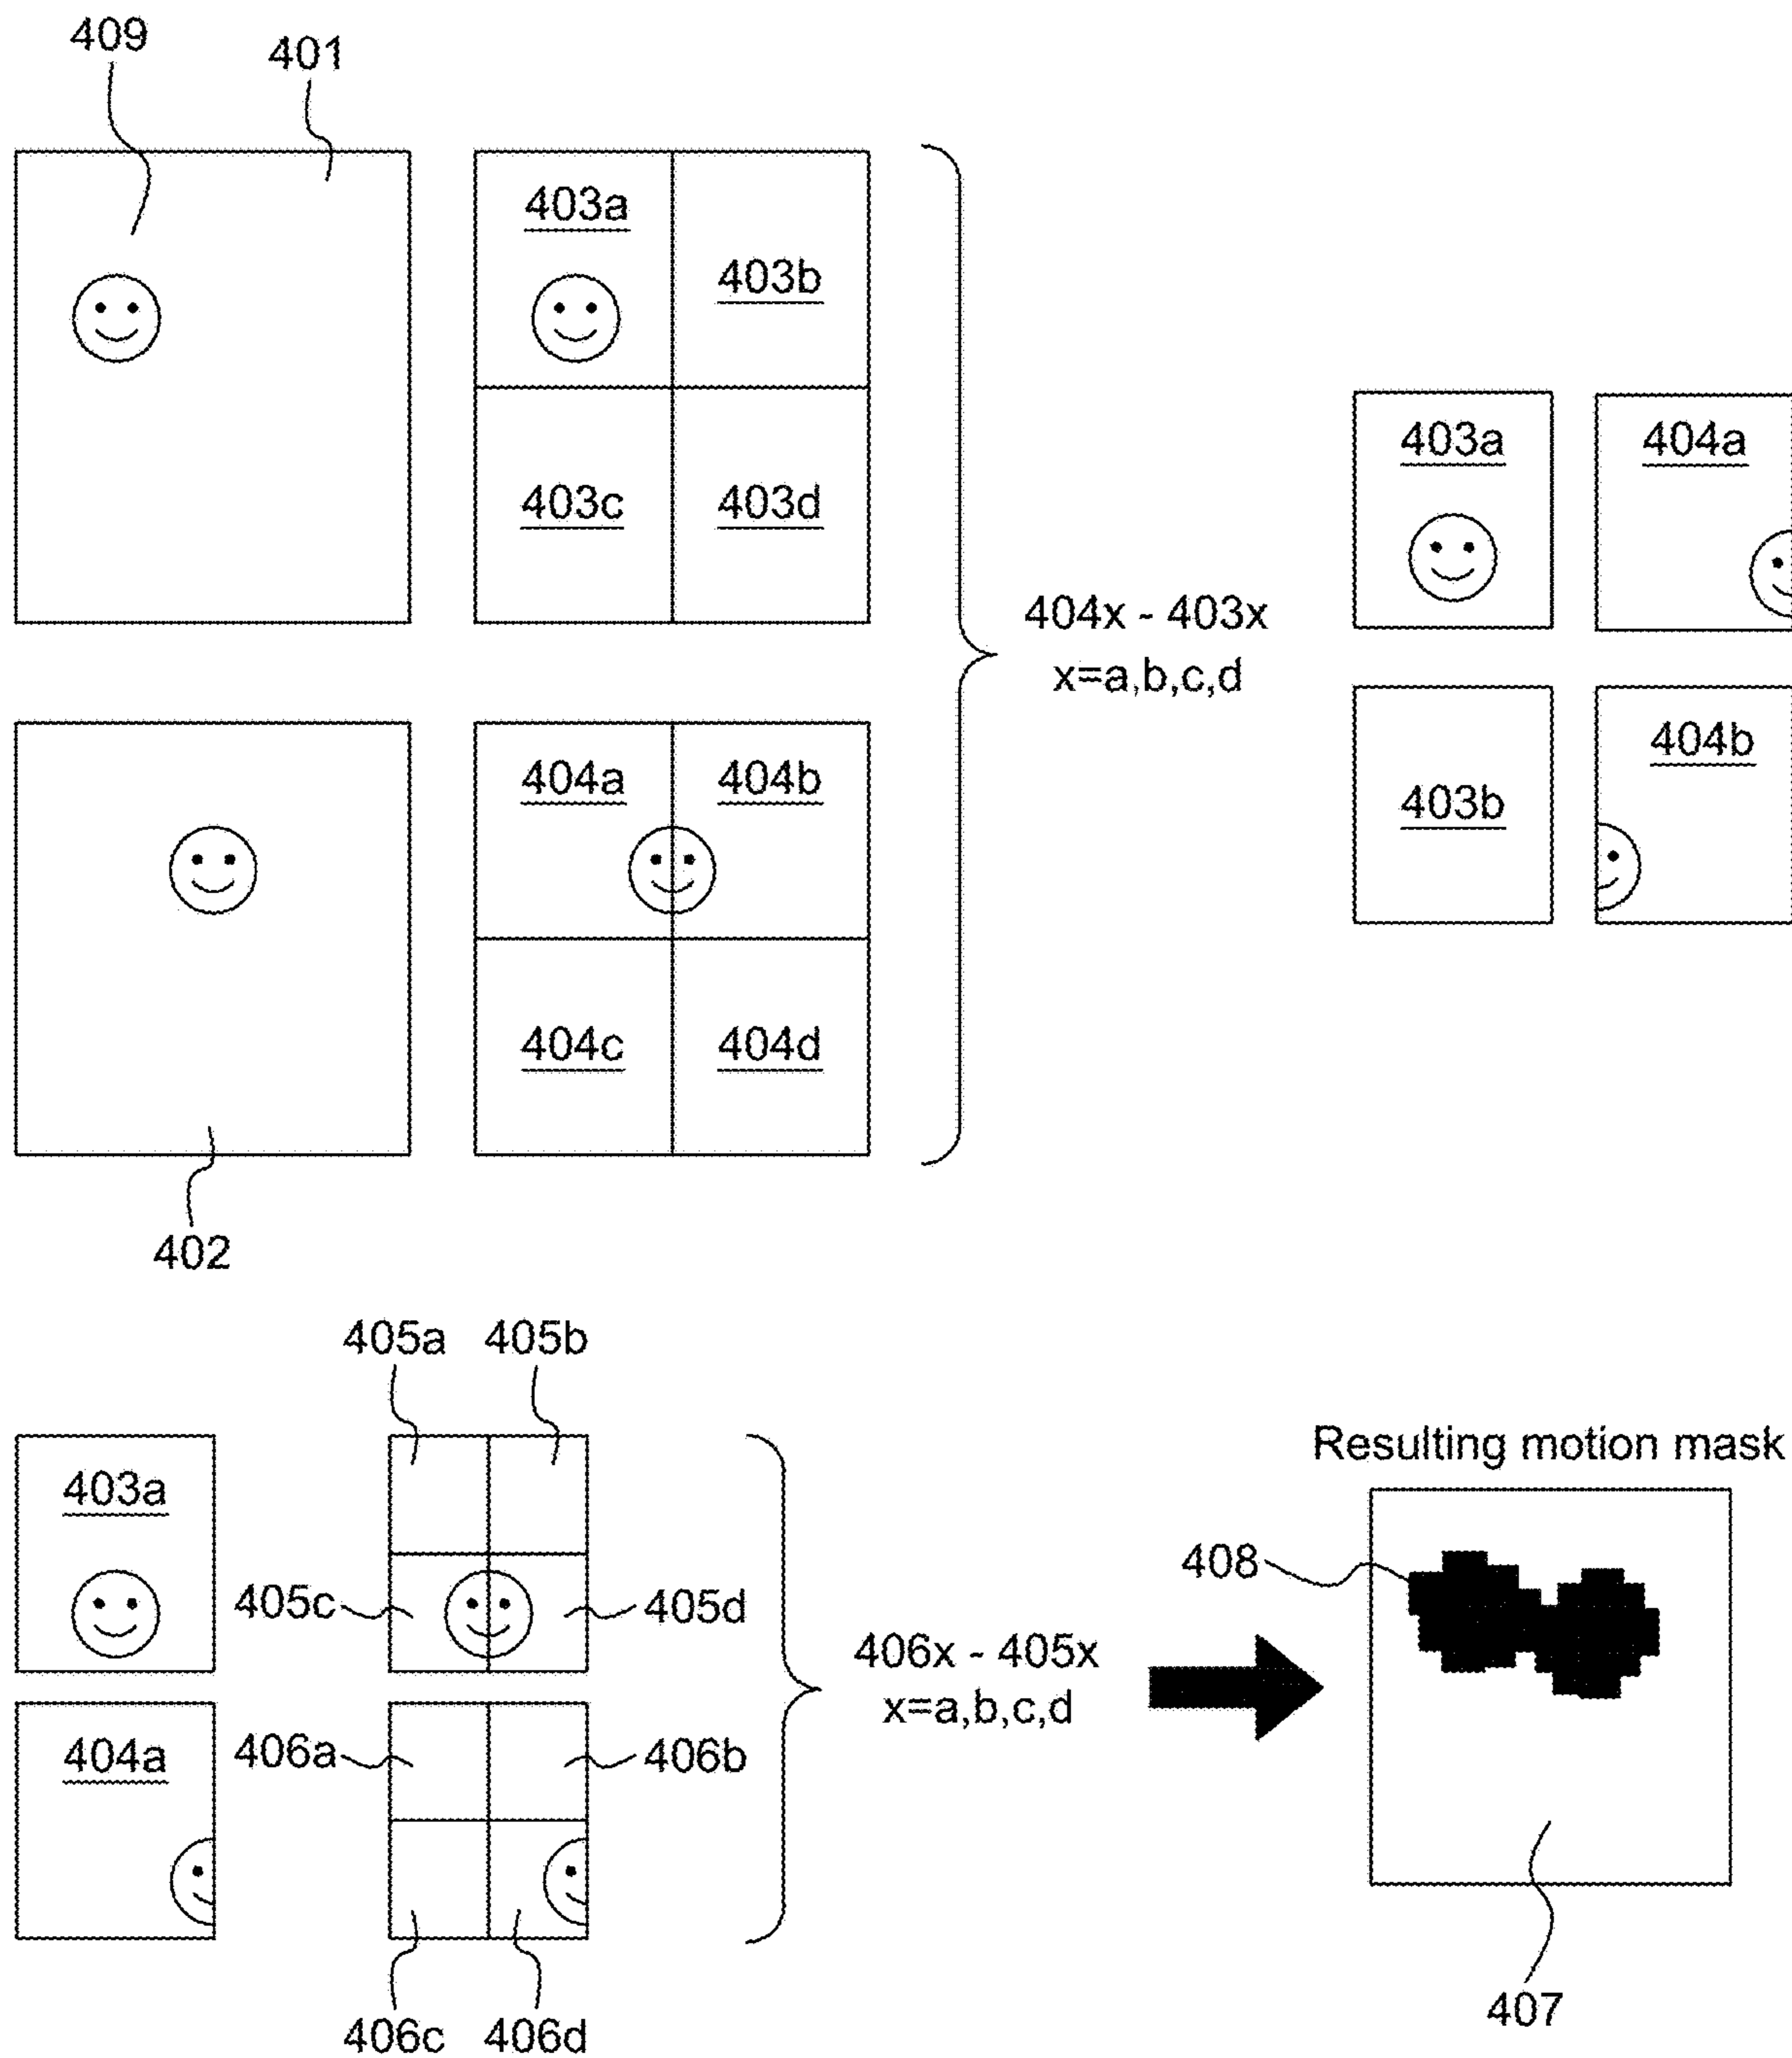 409
401
403a
403b
403c
403d
404x - 403x
x=a,b,c,d
403a
404a
403b
404b
404a
404b
404c
404d
402
405a
405b
403a
405c
405d
404a
406a
406b
406c
406d
406x - 405x
x=a,b,c,d
Resulting motion mask
408
407